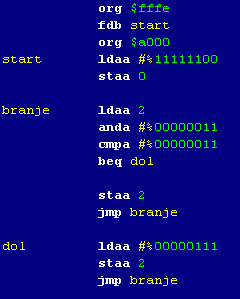 org $fffe
fdb start
org $a000
start ldaa #%11111100
staa 0
branje ldaa 2
anda #%00000011
cmpa #%00000011
beq dol
staa 2
jmp branje
dol ldaa #%00000111
staa 2
jmp branje